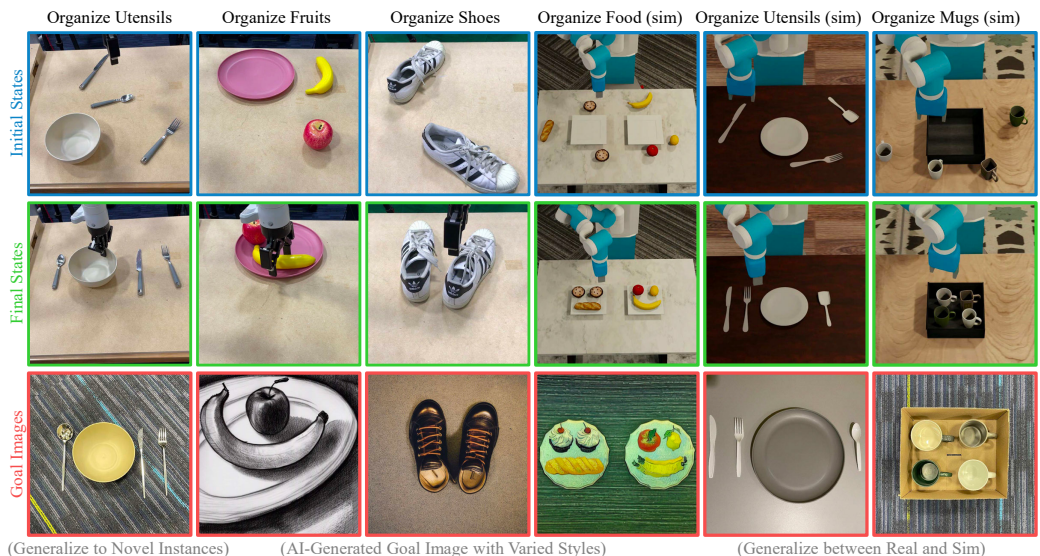 Organize Utensils
Organize Fruits
Organize Shoes
Organize Food (sim)
Organize Utensils (sim)
Organize Mugs (sim)
Initial States
Final States
Goal Images
(Generalize to Novel Instances)
(AI-Generated Goal Image with Varied Styles)
(Generalize between Real and Sim)